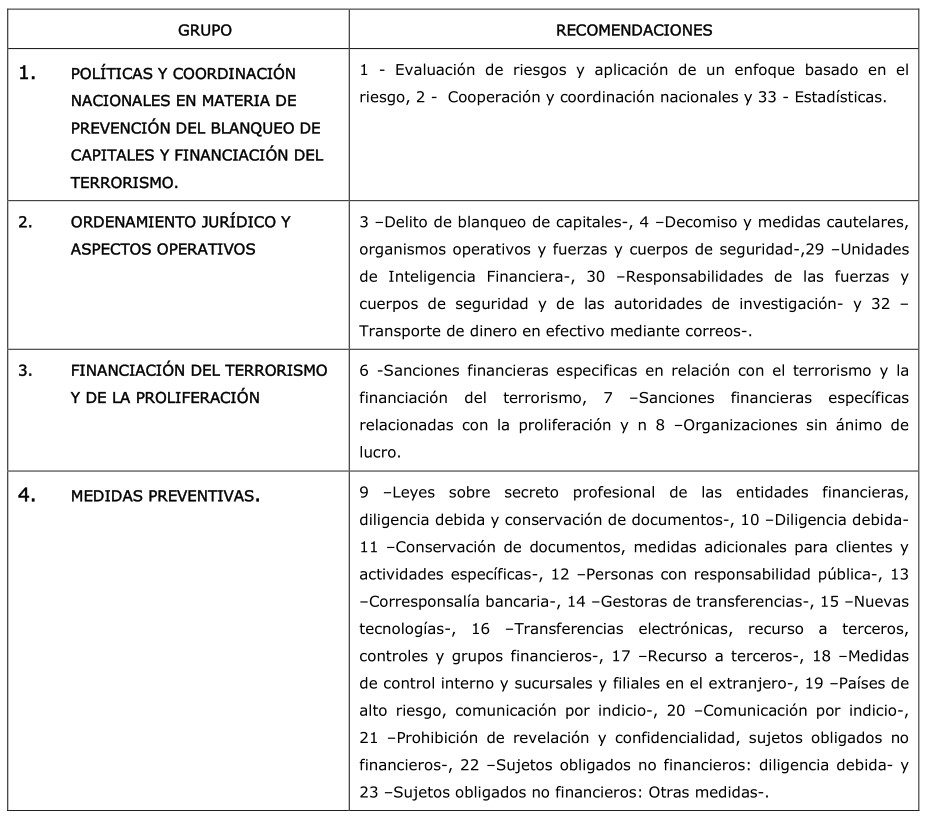 GRUPO
RECOMENDACIONES
1. POLÍTICAS Y COORDINACIÓN
NACIONALES EN MATERIA DE
PREVENCIÓN DEL BLANQUEO DE
CAPITALES Y FINANCIACIÓN DEL
TERRORISMO.
1 - Evaluación de riesgos y aplicación de un enfoque basado en el
riesgo, 2 - Cooperación y coordinación nacionales y 33 - Estadísticas.
2. ORDENAMIENTO JURÍDICO Y
ASPECTOS OPERATIVOS
3 –Delito de blanqueo de capitales-, 4 –Decomiso y medidas cautelares,
organismos operativos y fuerzas y cuerpos de seguridad-,29 –Unidades
de Inteligencia Financiera-, 30 –Responsabilidades de las fuerzas y
cuerpos de seguridad y de las autoridades de investigación- y 32 –
Transporte de dinero en efectivo mediante correos-.
3. FINANCIACIÓN DEL TERRORISMO
Y DE LA PROLIFERACIÓN
6 -Sanciones financieras especificas en relación con el terrorismo y la
financiación del terrorismo, 7 –Sanciones financieras específicas
relacionadas con la proliferación y n 8 –Organizaciones sin ánimo de
lucro.
4. MEDIDAS PREVENTIVAS.
9 –Leyes sobre secreto profesional de las entidades financieras,
diligencia debida y conservación de documentos-, 10 –Diligencia debida-
11 –Conservación de documentos, medidas adicionales para clientes y
actividades específicas-, 12 –Personas con responsabilidad pública-, 13
–Corresponsalía bancaria-, 14 –Gestoras de transferencias-, 15 –Nuevas
tecnologías-, 16 –Transferencias electrónicas, recurso a terceros,
controles y grupos financieros-, 17 –Recurso a terceros-, 18 –Medidas
de control interno y sucursales y filiales en el extranjero-, 19 –Países de
alto riesgo, comunicación por indicio-, 20 –Comunicación por indicio-,
21 –Prohibición de revelación y confidencialidad, sujetos obligados no
financieros-, 22 –Sujetos obligados no financieros: diligencia debida- y
23 –Sujetos obligados no financieros: Otras medidas-.